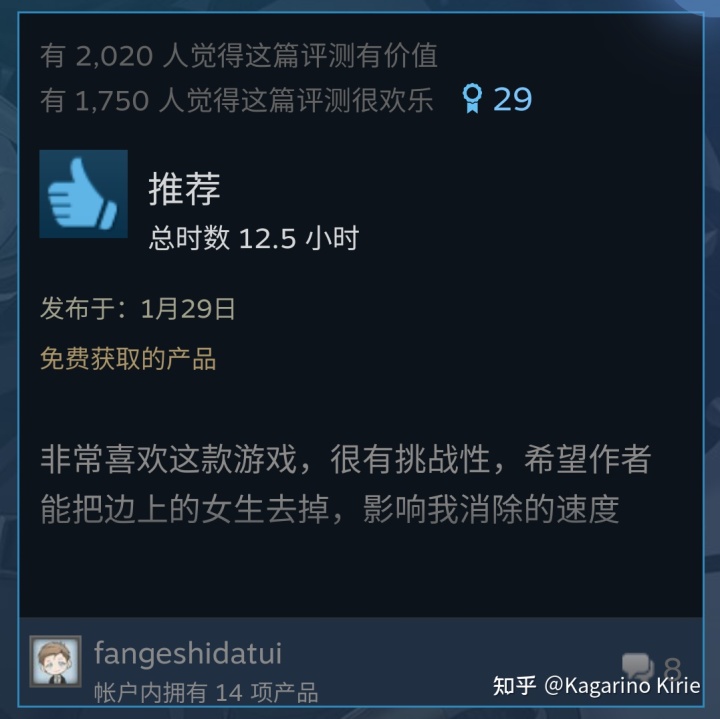 有 2,020 人觉得这篇评测有价值
有 1,750 人觉得这篇评测很欢乐 29
推荐
总时数 12.5 小时
发布于：1月29日
免费获取的产品
非常喜欢这款游戏，很有挑战性，希望作者
能把边上的女生去掉，影响我消除的速度
fangeshidatui
帐户内拥有 14 项产品
8
知乎 @Kagarino Kirie